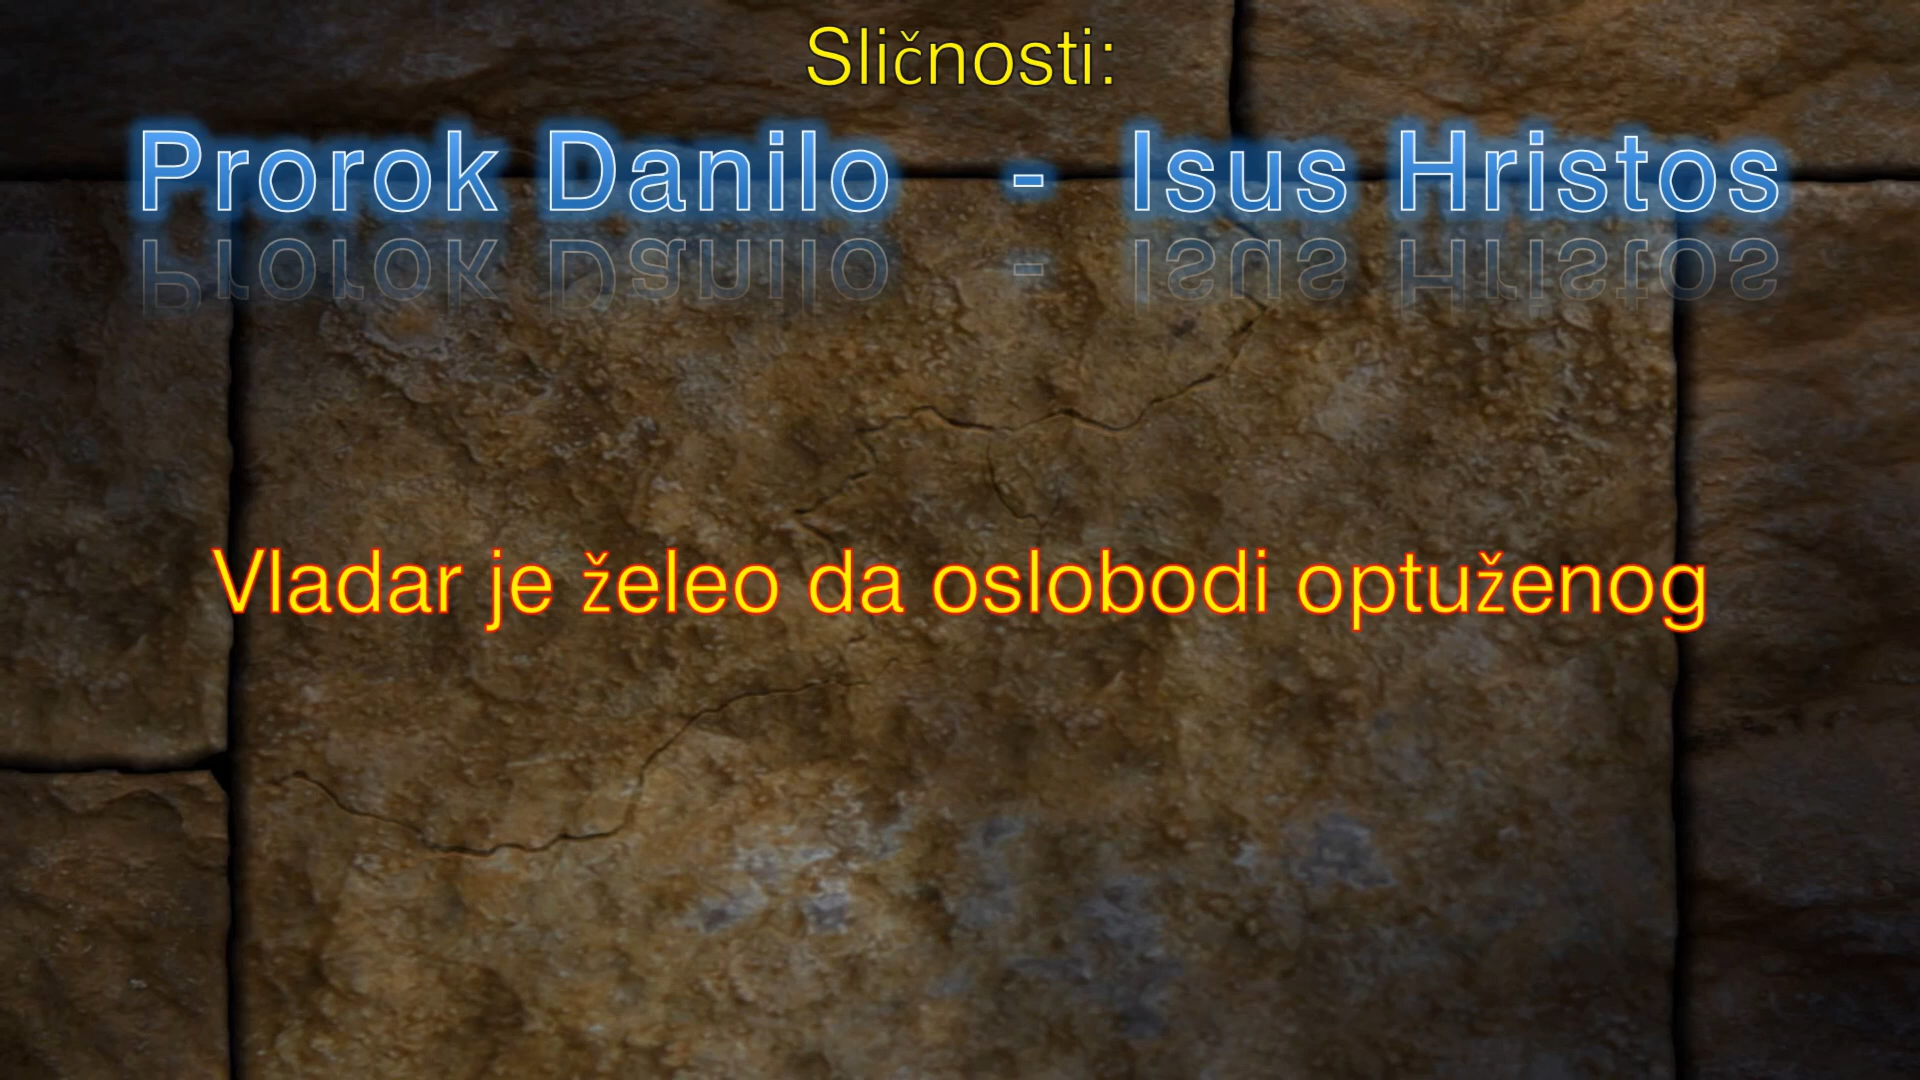 Sličnosti:
Prorok Danilo - Isus Hristos
Vladar je želeo da oslobodi optuženog